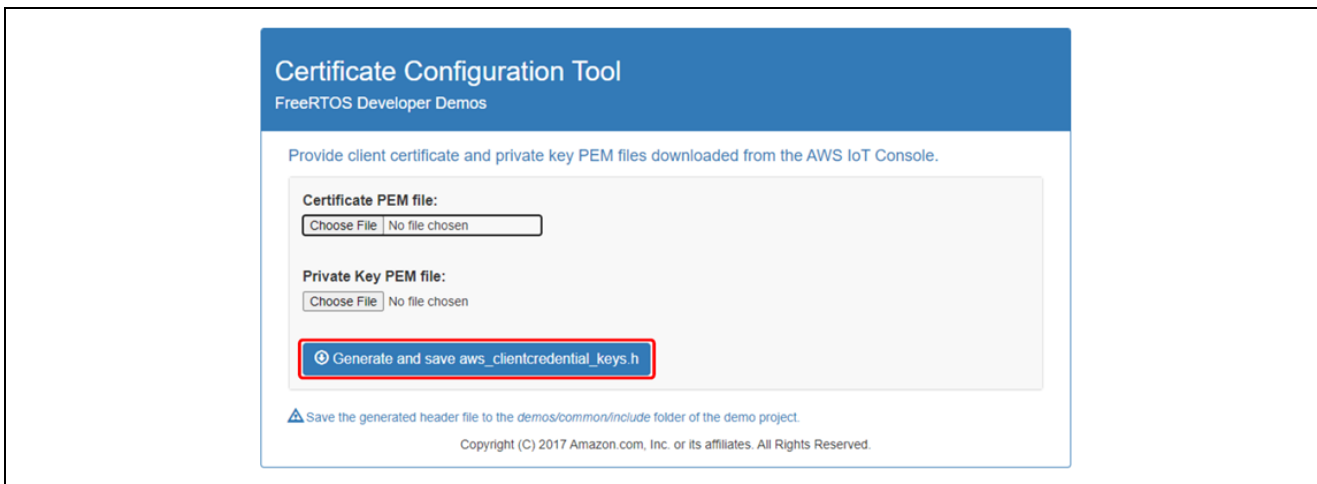 Certificate Configuration Tool
FreeRTOS Developer Demos
Provide client certificate and private key PEM files downloaded from the AWS IoT Console.
Certificate PEM file:
Choose File No file chosen
Private Key PEM file:
Choose File No file chosen
Generate and save aws_clientcredential_keys.h
Save the generated header file to the demos/common/include folder of the demo project.
Copyright (C) 2017 Amazon.com, Inc. or its affiliates. All Rights Reserved.